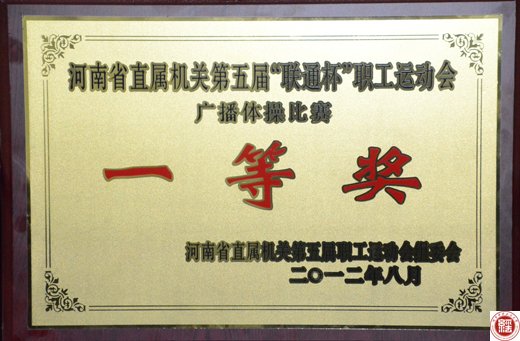 河南省直属机关第五届“联通杯”职工运动会
广播体操比赛
一等奖
河南省直属机关第五届职工运动会组委会
二〇一二年八月